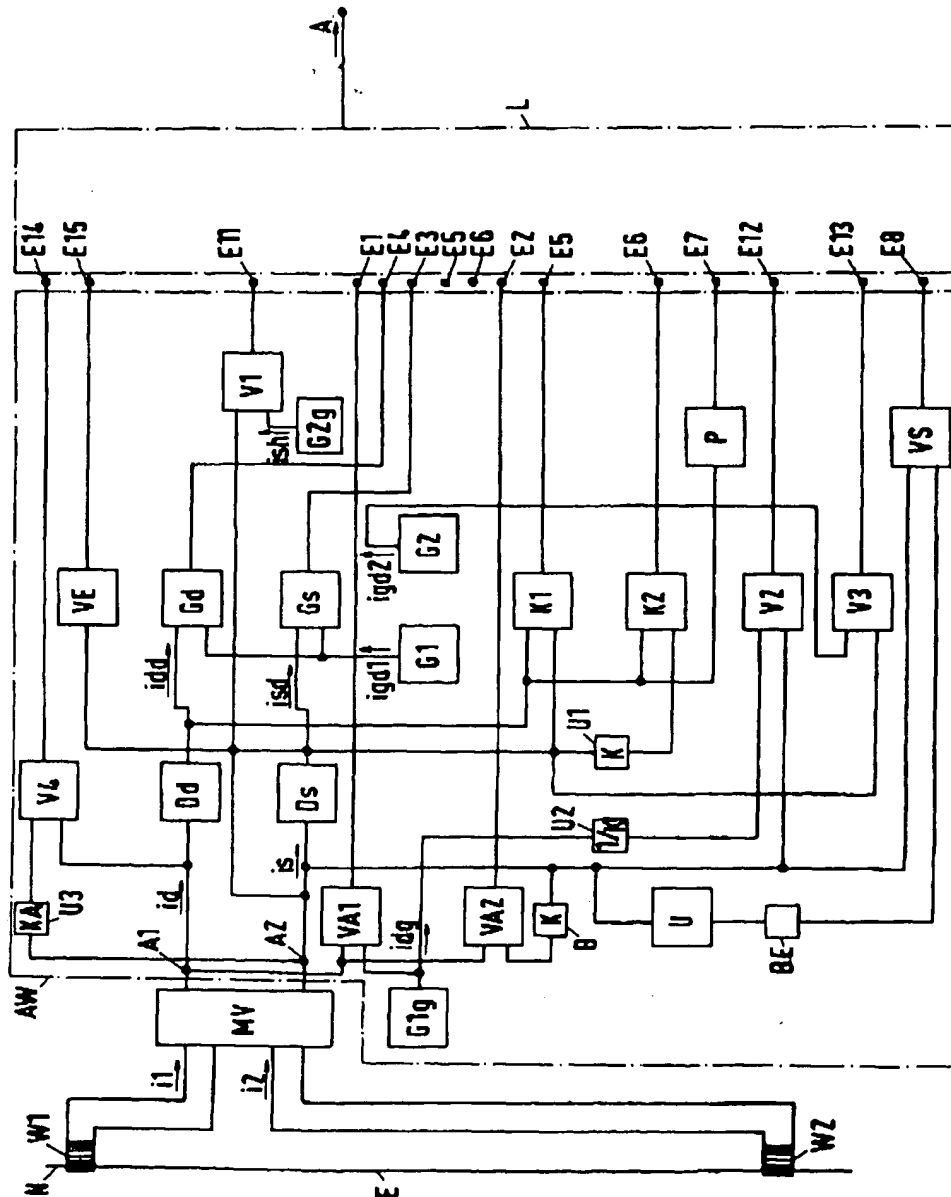 A
L
E14
E15
E11
E1
E4
E3
E5
E6
E2
E5
E6
E7
E12
E13
E8
V1
ish
G2g
P
VS
VE
Gd
Gs
igd2
G2
K1
K2
V2
V3
idd
isd
igd1
G1
V4
Dd
Ds
U1
K
U2
1/K
KA
U3
id
is
VA1
idg
VA2
K
B
U
BE
A1
A2
AW
MV
G1g
i1
i2
N
W1
E
W2